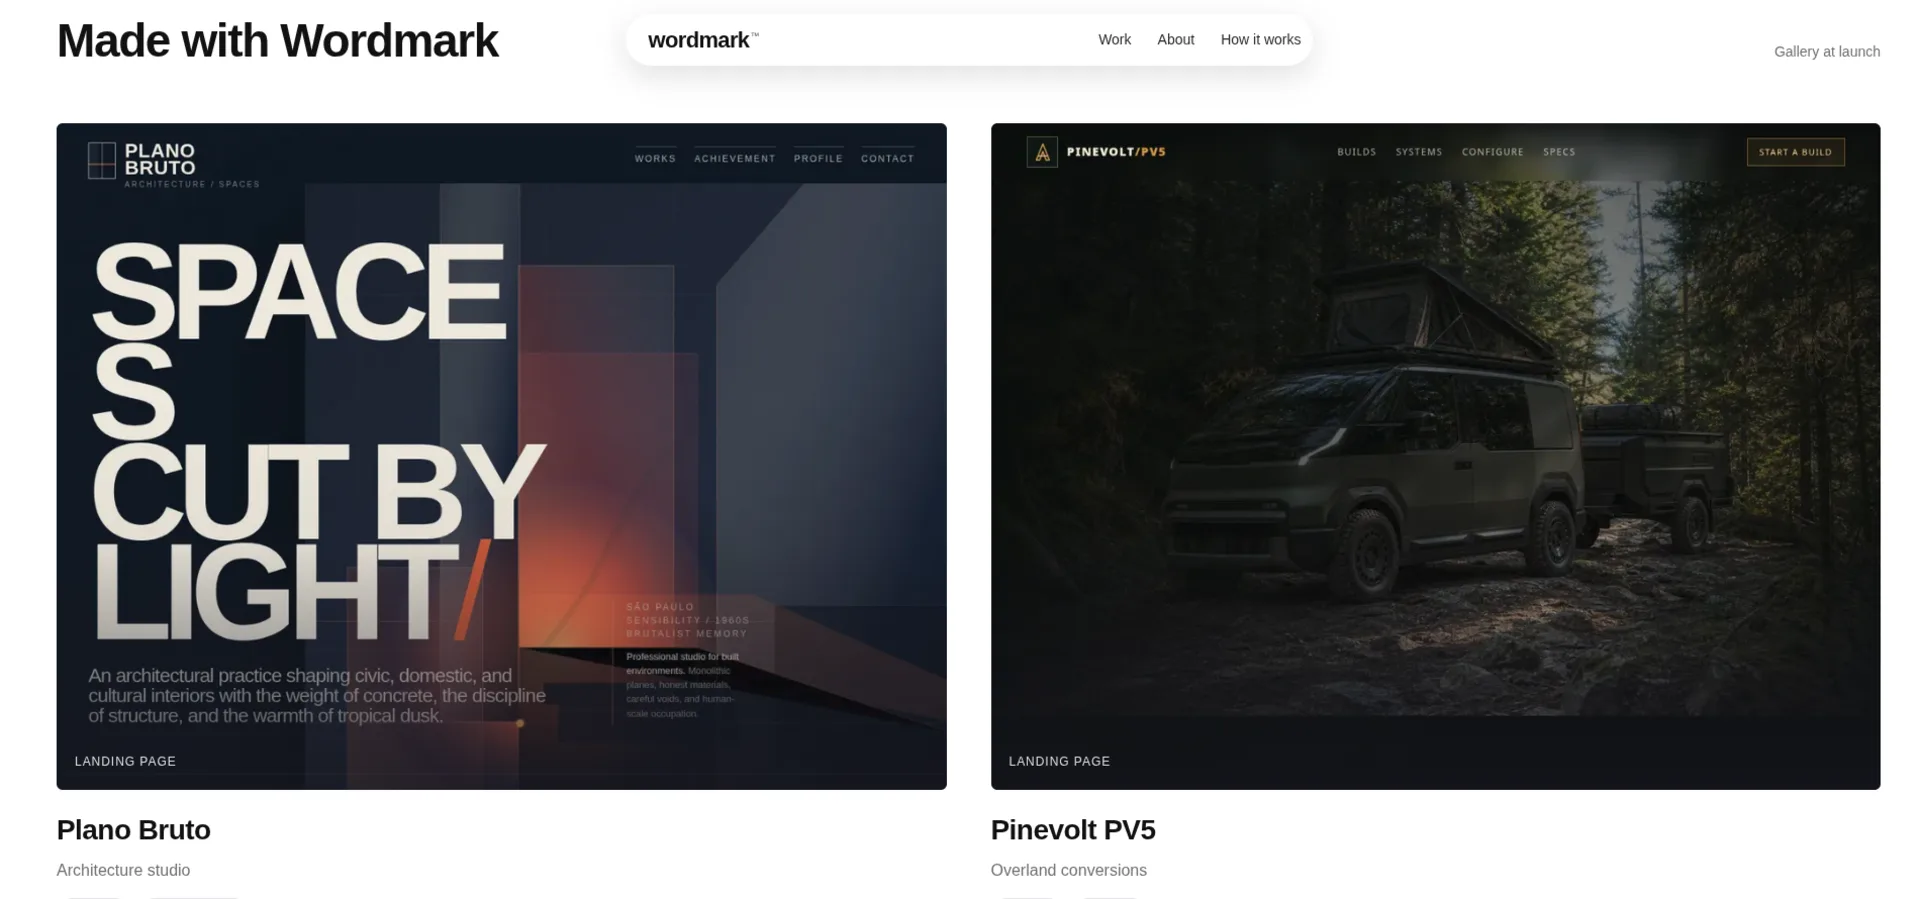 Made with Wordmark
wordmark™
Work
About
How it works
Gallery at launch
PLANO
BRUTO
ARCHITECTURE / SPACES
WORKS
ACHIEVEMENT
PROFILE
CONTACT
SPACE
S
CUT BY
LIGHT/
SÃO PAULO
SENSIBILITY / 1960S
BRUTALIST MEMORY
Professional studio for built
environments. Monolithic
planes, honest materials,
careful voids, and human-
scale occupation.
An architectural practice shaping civic, domestic, and
cultural interiors with the weight of concrete, the discipline
of structure, and the warmth of tropical dusk.
LANDING PAGE
Plano Bruto
Architecture studio
PINEVOLT/PV5
BUILDS
SYSTEMS
CONFIGURE
SPECS
START A BUILD
LANDING PAGE
Pinevolt PV5
Overland conversions